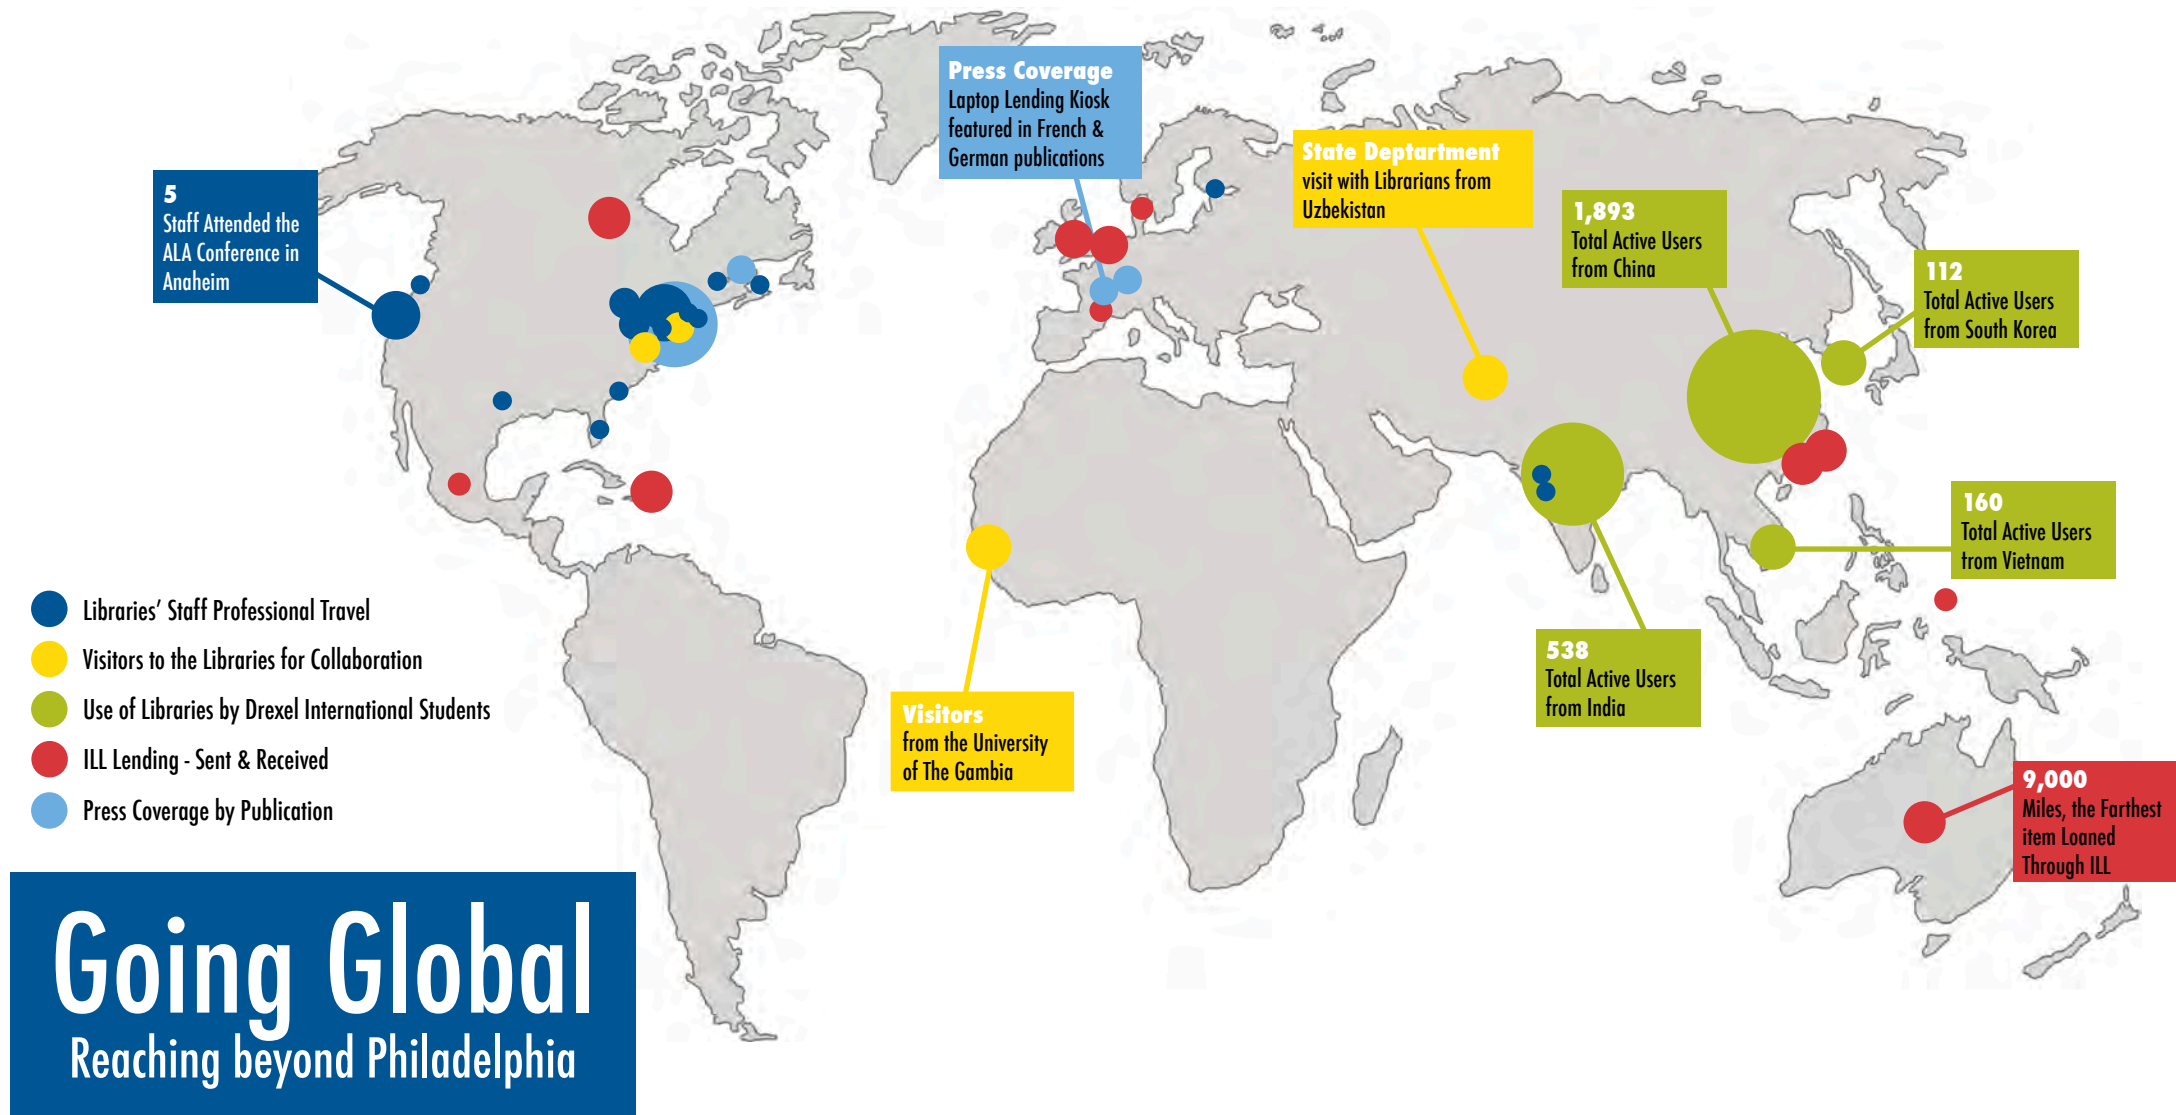 Press Coverage
Laptop Lending Kiosk
featured in French &
German publications
State Deptartment
visit with Librarians from
Uzbekistan
5
Staff Attended the
ALA Conference in
Anaheim
1,893
Total Active Users
from China
112
Total Active Users
from South Korea
160
Total Active Users
trom Vietnam
538
Total Active Users
from India
Visitors
from the University
of The Gambia
9,000
Miles, the Farthest
item Loaned
Through ILL
Libraries' Staff Professional Travel
Visitors to the Libraries for Collaboration
Use of Libraries by Drexel International Students
ILL Lending - Sent & Received
Press Coverage by Publication
Going Global
Reaching beyond Philadelphia